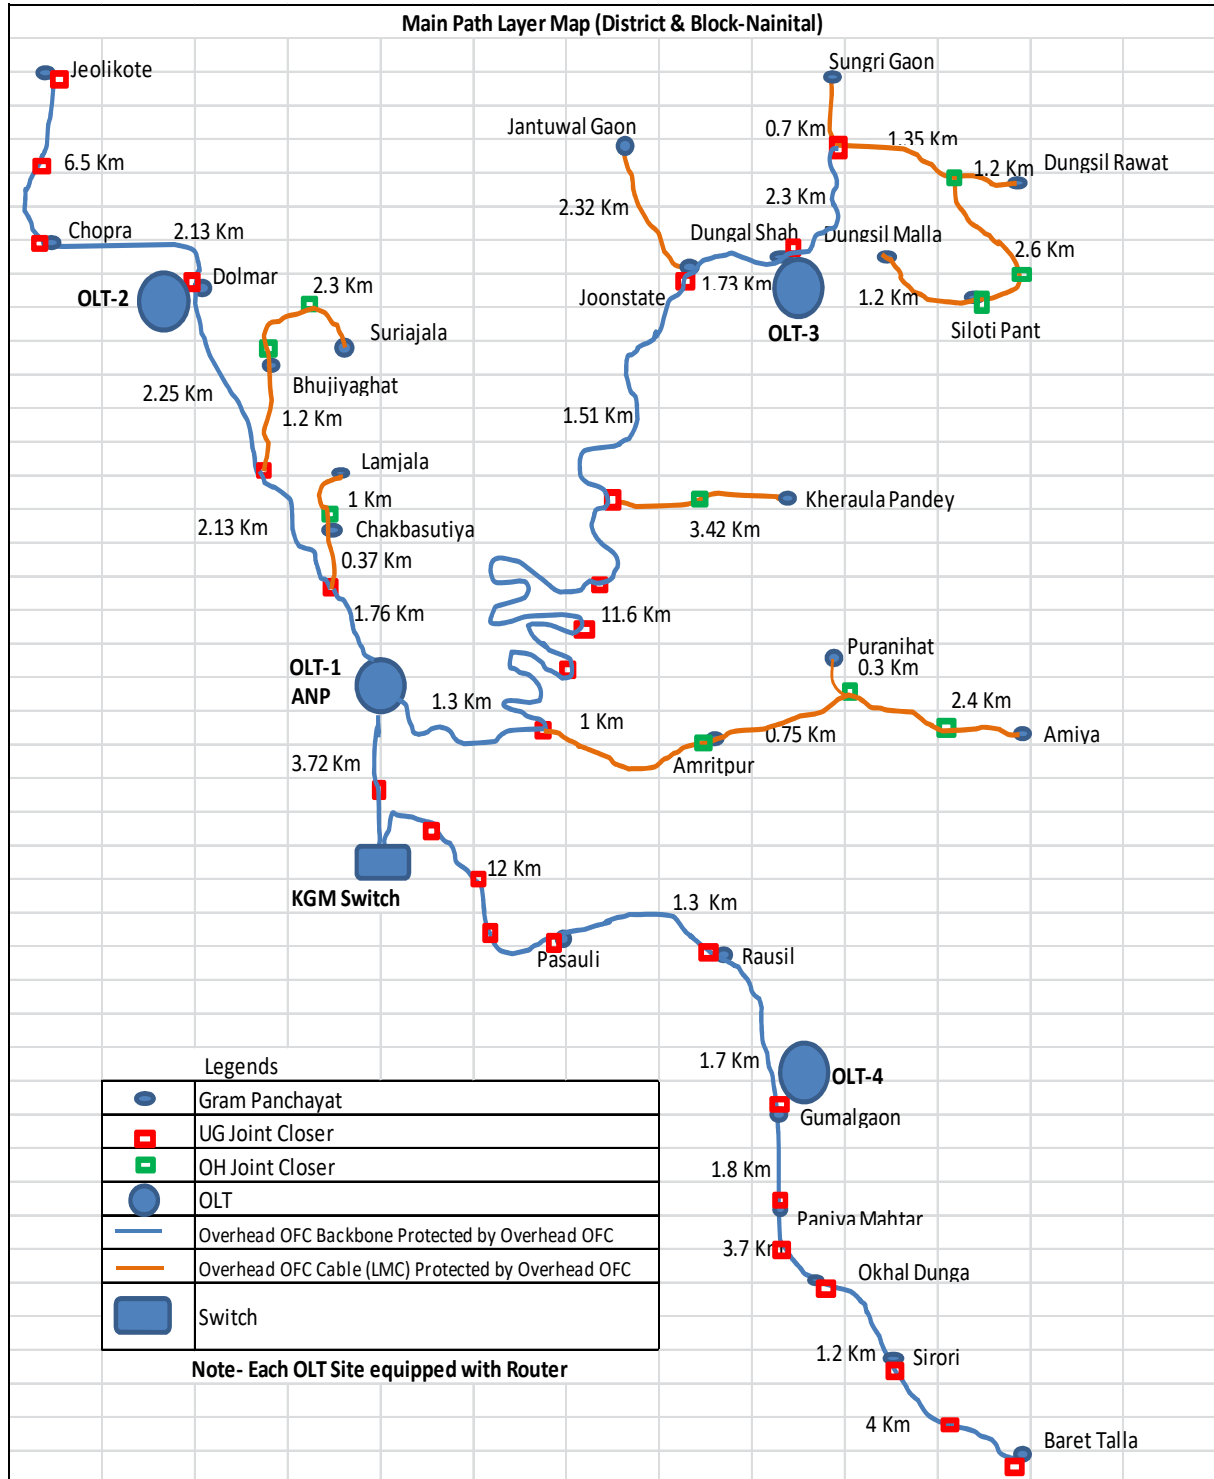 Main Path Layer Map (District & Block-Nainital)
Jeolikote
Sungri Gaon
Jantuwal Gaon
0.7 Km
1.35 Km
6.5 Km
1.2 Km
Dungsil Rawat
2.32 Km
2.3 Km
Chopra
2.13 Km
Dungal Shah
Dungsil Malla
2.6 Km
Dolmar
OLT-2
2.3 Km
Joonstate
1.73 Km
1.2 Km
Suriajala
OLT-3
Siloti Pant
Bhujiyaghat
2.25 Km
1.2 Km
1.51 Km
Lamjala
1 Km
Kheraula Pandey
2.13 Km
Chakbasutiya
3.42 Km
0.37 Km
1.76 Km
11.6 Km
Puranihat
OLT-1
ANP
0.3 Km
1.3 Km
2.4 Km
1 Km
0.75 Km
Amiya
3.72 Km
Amritpur
12 Km
KGM Switch
1.3 Km
Pasauli
Rausil
1.7 Km
OLT-4
Gumalgaon
1.8 Km
Paniya Mahtar
3.7 Km
Okhal Dunga
1.2 Km
Sirori
4 Km
Baret Talla
Legends
Gram Panchayat
UG Joint Closer
OH Joint Closer
OLT
Overhead OFC Backbone Protected by Overhead OFC
Overhead OFC Cable (LMC) Protected by Overhead OFC
Switch
Note- Each OLT Site equipped with Router